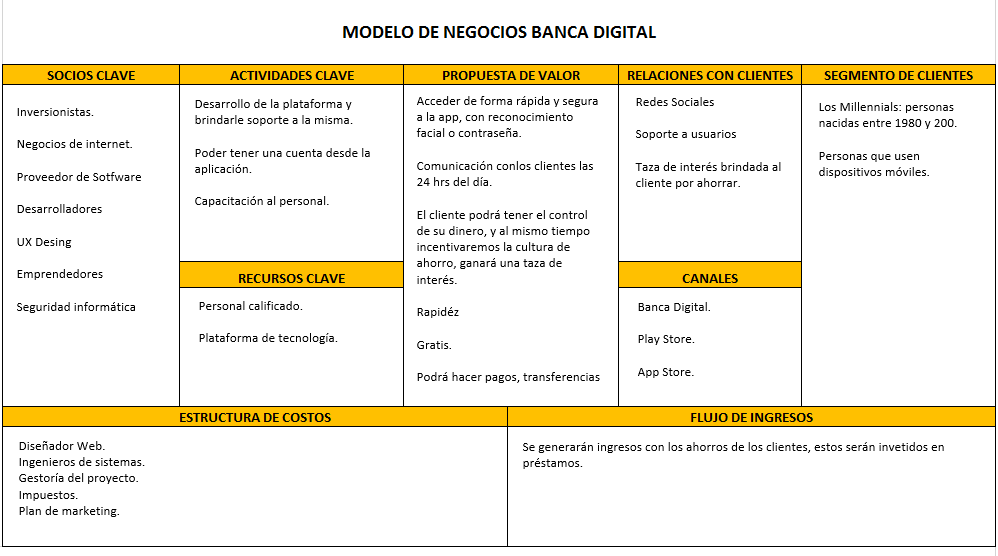 MODELO DE NEGOCIOS BANCA DIGITAL
SOCIOS CLAVE
Inversionistas.
Negocios de internet.
Proveedor de Sotfware
Desarrolladores
UX Desing
Emprendedores
Seguridad informática
ACTIVIDADES CLAVE
Desarrollo de la plataforma y
brindarle soporte a la misma.
Poder tener una cuenta desde la
aplicación.
Capacitación al personal.
RECURSOS CLAVE
Personal calificado.
Plataforma de tecnología.
PROPUESTA DE VALOR
Acceder de forma rápida y segura
a la app, con reconocimiento
facial o contraseña.
Comunicación conlos clientes las
24 hrs del día.
El cliente podrá tener el control
de su dinero, y al mismo tiempo
incentivaremos la cultura de
ahorro, ganará una taza de
interés.
Rapidéz
Gratis.
Podrá hacer pagos, transferencias
RELACIONES CON CLIENTES
Redes Sociales
Soporte a usuarios
Taza de interés brindada al
cliente por ahorrar.
CANALES
Banca Digital.
Play Store.
App Store.
SEGMENTO DE CLIENTES
Los Millennials: personas
nacidas entre 1980 y 200.
Personas que usen
dispositivos móviles.
ESTRUCTURA DE COSTOS
Diseñador Web.
Ingenieros de sistemas.
Gestoría del proyecto.
Impuestos.
Plan de marketing.
FLUJO DE INGRESOS
Se generarán ingresos con los ahorros de los clientes, estos serán invetidos en
préstamos.